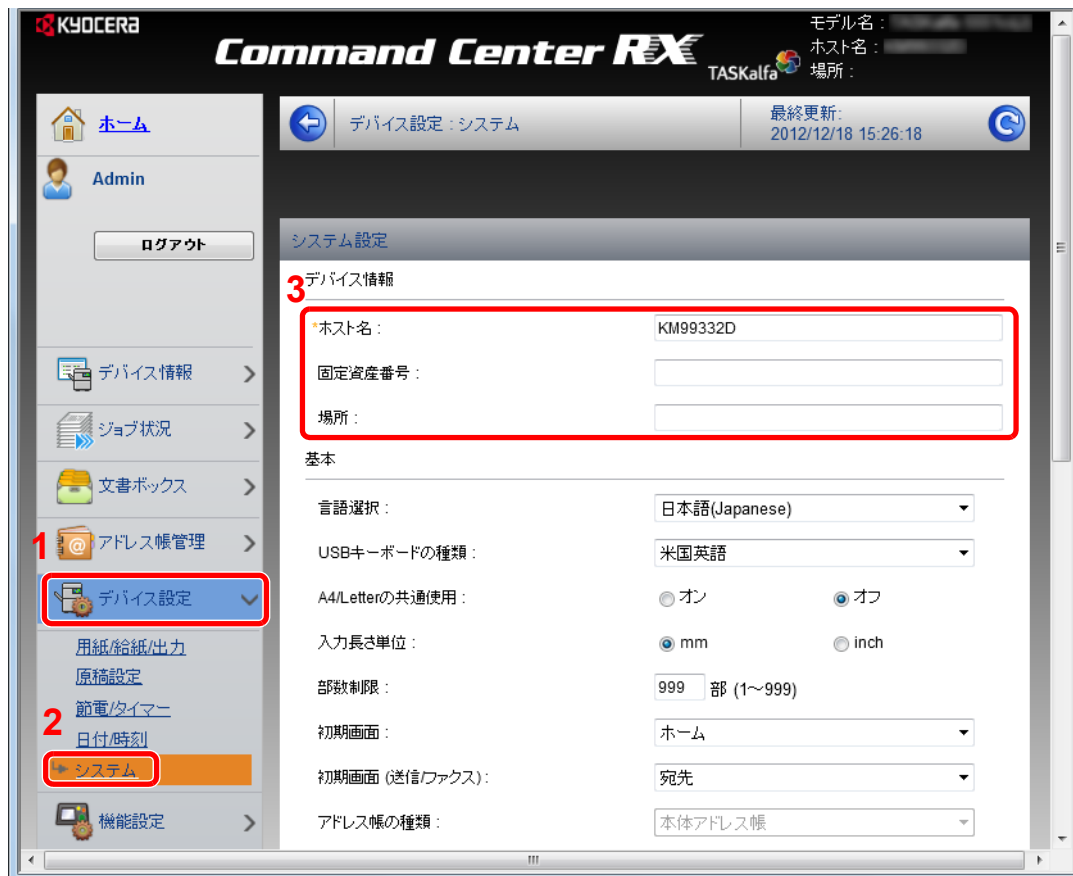 KYOCERA
Command Center RX
TASKalfa
モデル名 :
ホスト名 :
場所 :
ホーム
Admin
ログアウト
デバイス情報
ジョブ状況
文書ボックス
1
アドレス帳管理
デバイス設定
用紙/給紙/出力
原稿設定
節電/タイマー
2
日付/時刻
システム
機能設定
デバイス設定 : システム
最終更新:
2012/12/18 15:26:18
システム設定
3
デバイス情報
*ホスト名 : KM99332D
固定資産番号 :
場所 :
基本
言語選択 : 日本語(Japanese)
USBキーボードの種類 : 米国英語
A4/Letterの共通使用 : オン オフ
入力長さ単位 : mm inch
部数制限 : 999 部 (1～999)
初期画面 : ホーム
初期画面 (送信/ファクス) : 宛先
アドレス帳の種類 : 本体アドレス帳